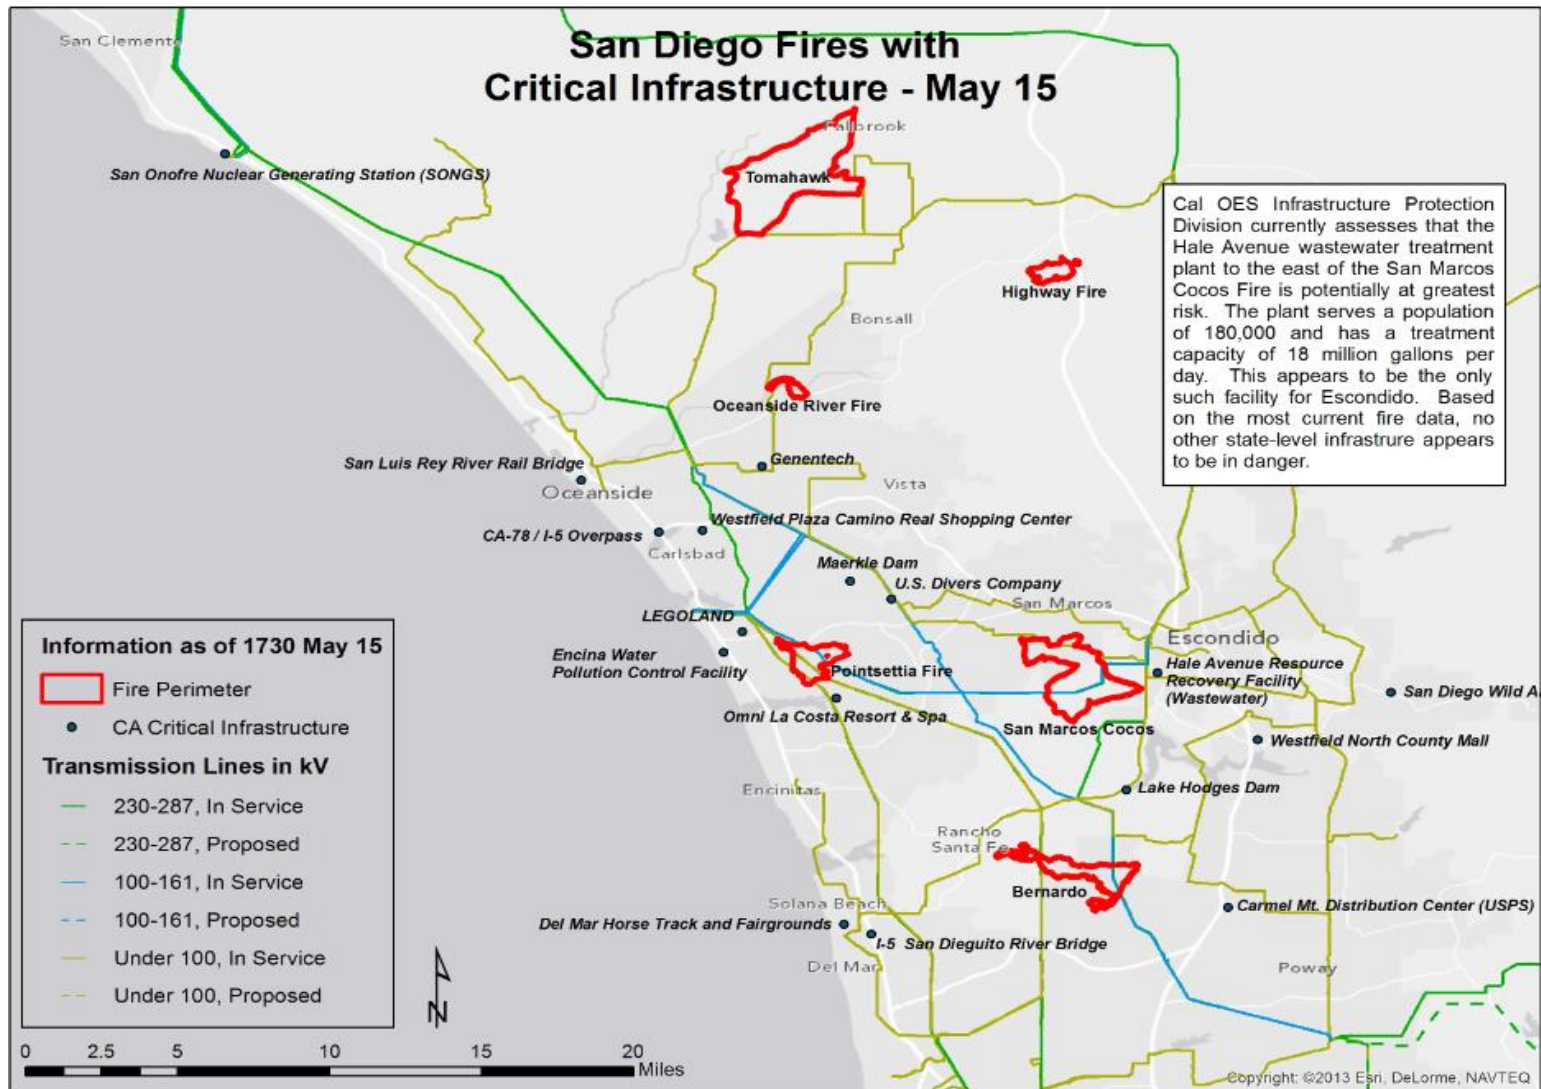 San Diego Fires with
Critical Infrastructure - May 15
San Clemente
Fallbrook
San Onofre Nuclear Generating Station (SONGS)
Tomahawk
Cal OES Infrastructure Protection
Division currently assesses that the
Hale Avenue wastewater treatment
plant to the east of the San Marcos
Cocos Fire is potentially at greatest
risk. The plant serves a population
of 180,000 and has a treatment
capacity of 18 million gallons per
day. This appears to be the only
such facility for Escondido. Based
on the most current fire data, no
other state-level infrastrure appears
to be in danger.
Highway Fire
Bonsall
Oceanside River Fire
San Luis Rey River Rail Bridge
Genentech
Oceanside
Vista
Westfield Plaza Camino Real Shopping Center
CA-78 / I-5 Overpass
Carlsbad
Maerkle Dam
U.S. Divers Company
San Marcos
LEGOLAND
Escondido
Encina Water
Pollution Control Facility
Pointsettia Fire
Hale Avenue Resource
Recovery Facility
(Wastewater)
San Diego Wild A
Omni La Costa Resort & Spa
San Marcos Cocos
Westfield North County Mall
Encinitas
Lake Hodges Dam
Rancho
Santa Fe
Bernardo
Solana Beach
Carmel Mt. Distribution Center (USPS)
Del Mar Horse Track and Fairgrounds
I-5 San Dieguito River Bridge
Del Mar
Poway
Information as of 1730 May 15
Fire Perimeter
CA Critical Infrastructure
Transmission Lines in kV
230-287, In Service
230-287, Proposed
100-161, In Service
100-161, Proposed
Under 100, In Service
Under 100, Proposed
N
0 2.5 5 10 15 20
Miles
Copyright: ©2013 Esri, DeLorme, NAVTEQ